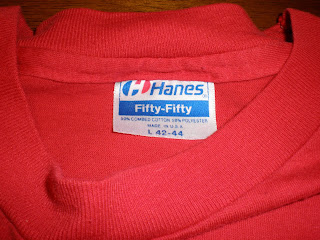 Hanes®
Fifty-Fifty
50% COMBED COTTON 50% POLYESTER
MADE IN U.S.A.
L 42-44